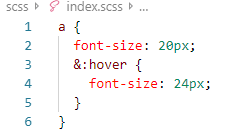 scss > index.scss > ...
1 a {
2 font-size: 20px;
3 &:hover {
4 font-size: 24px;
5 }
6 }